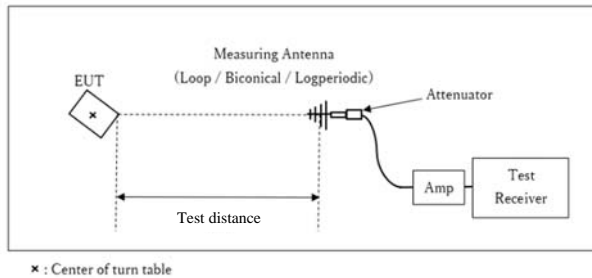 Measuring Antenna
(Loop / Biconical / Logperiodic)
EUT
Attenuator
Test distance
Amp
Test
Receiver
× : Center of turn table